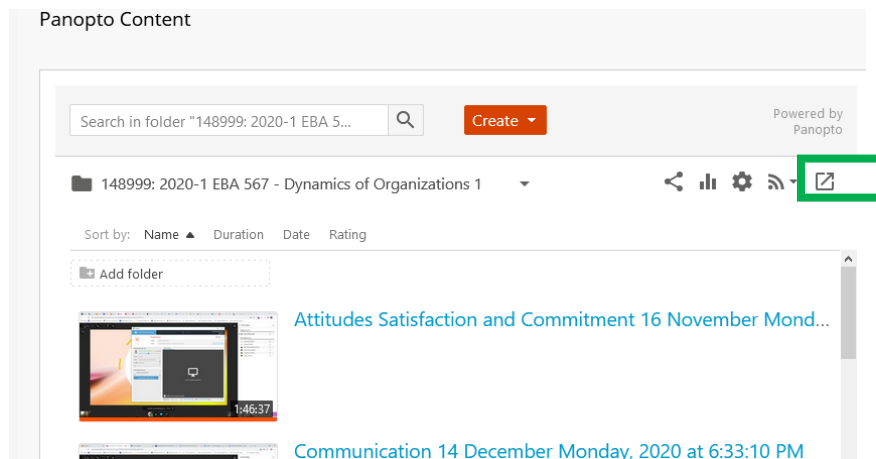 Panopto Content
Search in folder "148999: 2020-1 EBA 5...
Create
Powered by
Panopto
148999: 2020-1 EBA 567 - Dynamics of Organizations 1
Sort by: Name Duration Date Rating
Add folder
Attitudes Satisfaction and Commitment 16 November Mond...
1:46:37
Communication 14 December Monday, 2020 at 6:33:10 PM